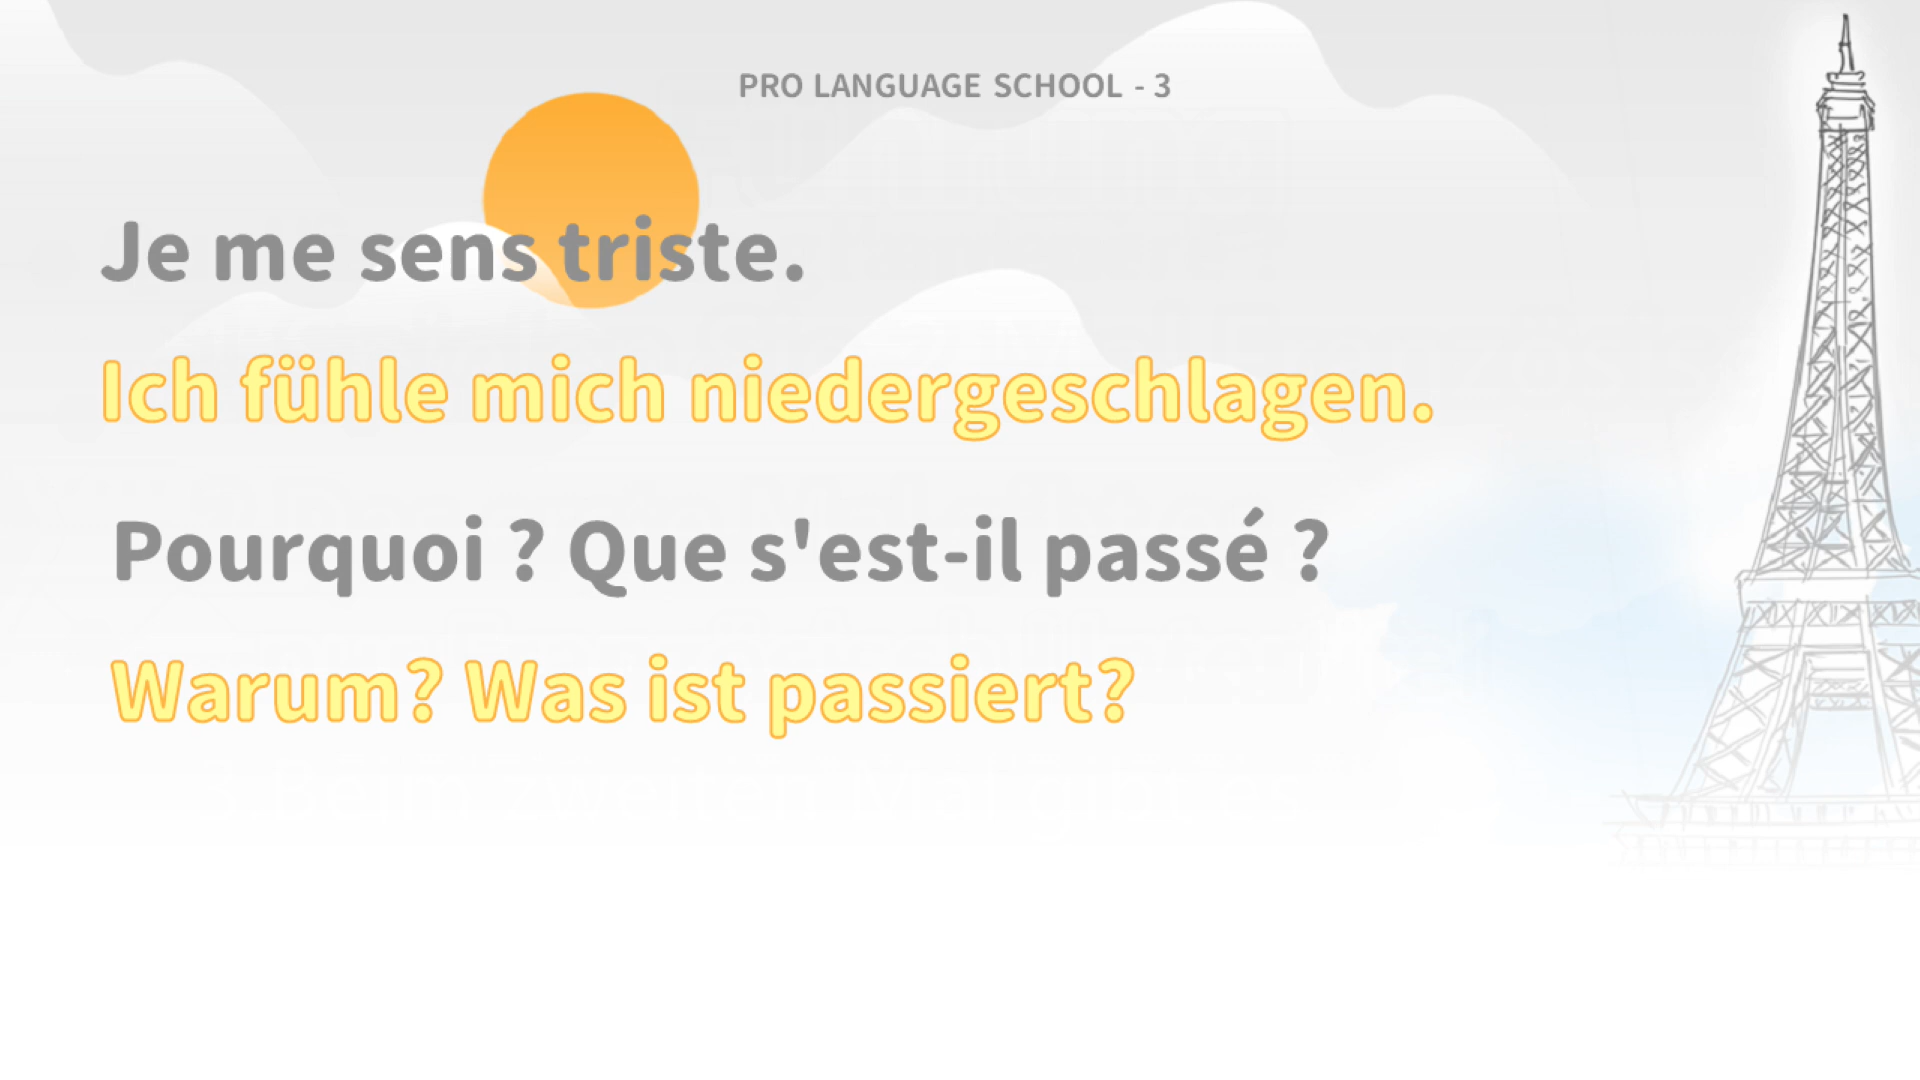 PRO LANGUAGE SCHOOL - 3
Je me sens triste.
Ich fühle mich niedergeschlagen.
Pourquoi ? Que s'est-il passé ?
Warum? Was ist passiert?